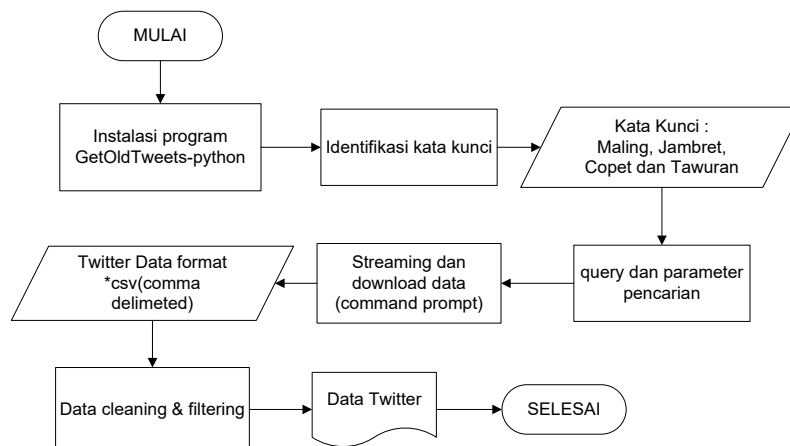 MULAI
Instalasi program
GetOldTweets-python
Identifikasi kata kunci
Kata Kunci :
Maling, Jambret,
Copet dan Tawuran
query dan parameter
pencarian
Streaming dan
download data
(command prompt)
Twitter Data format
*csv(comma
delimeted)
Data cleaning & filtering
Data Twitter
SELESAI